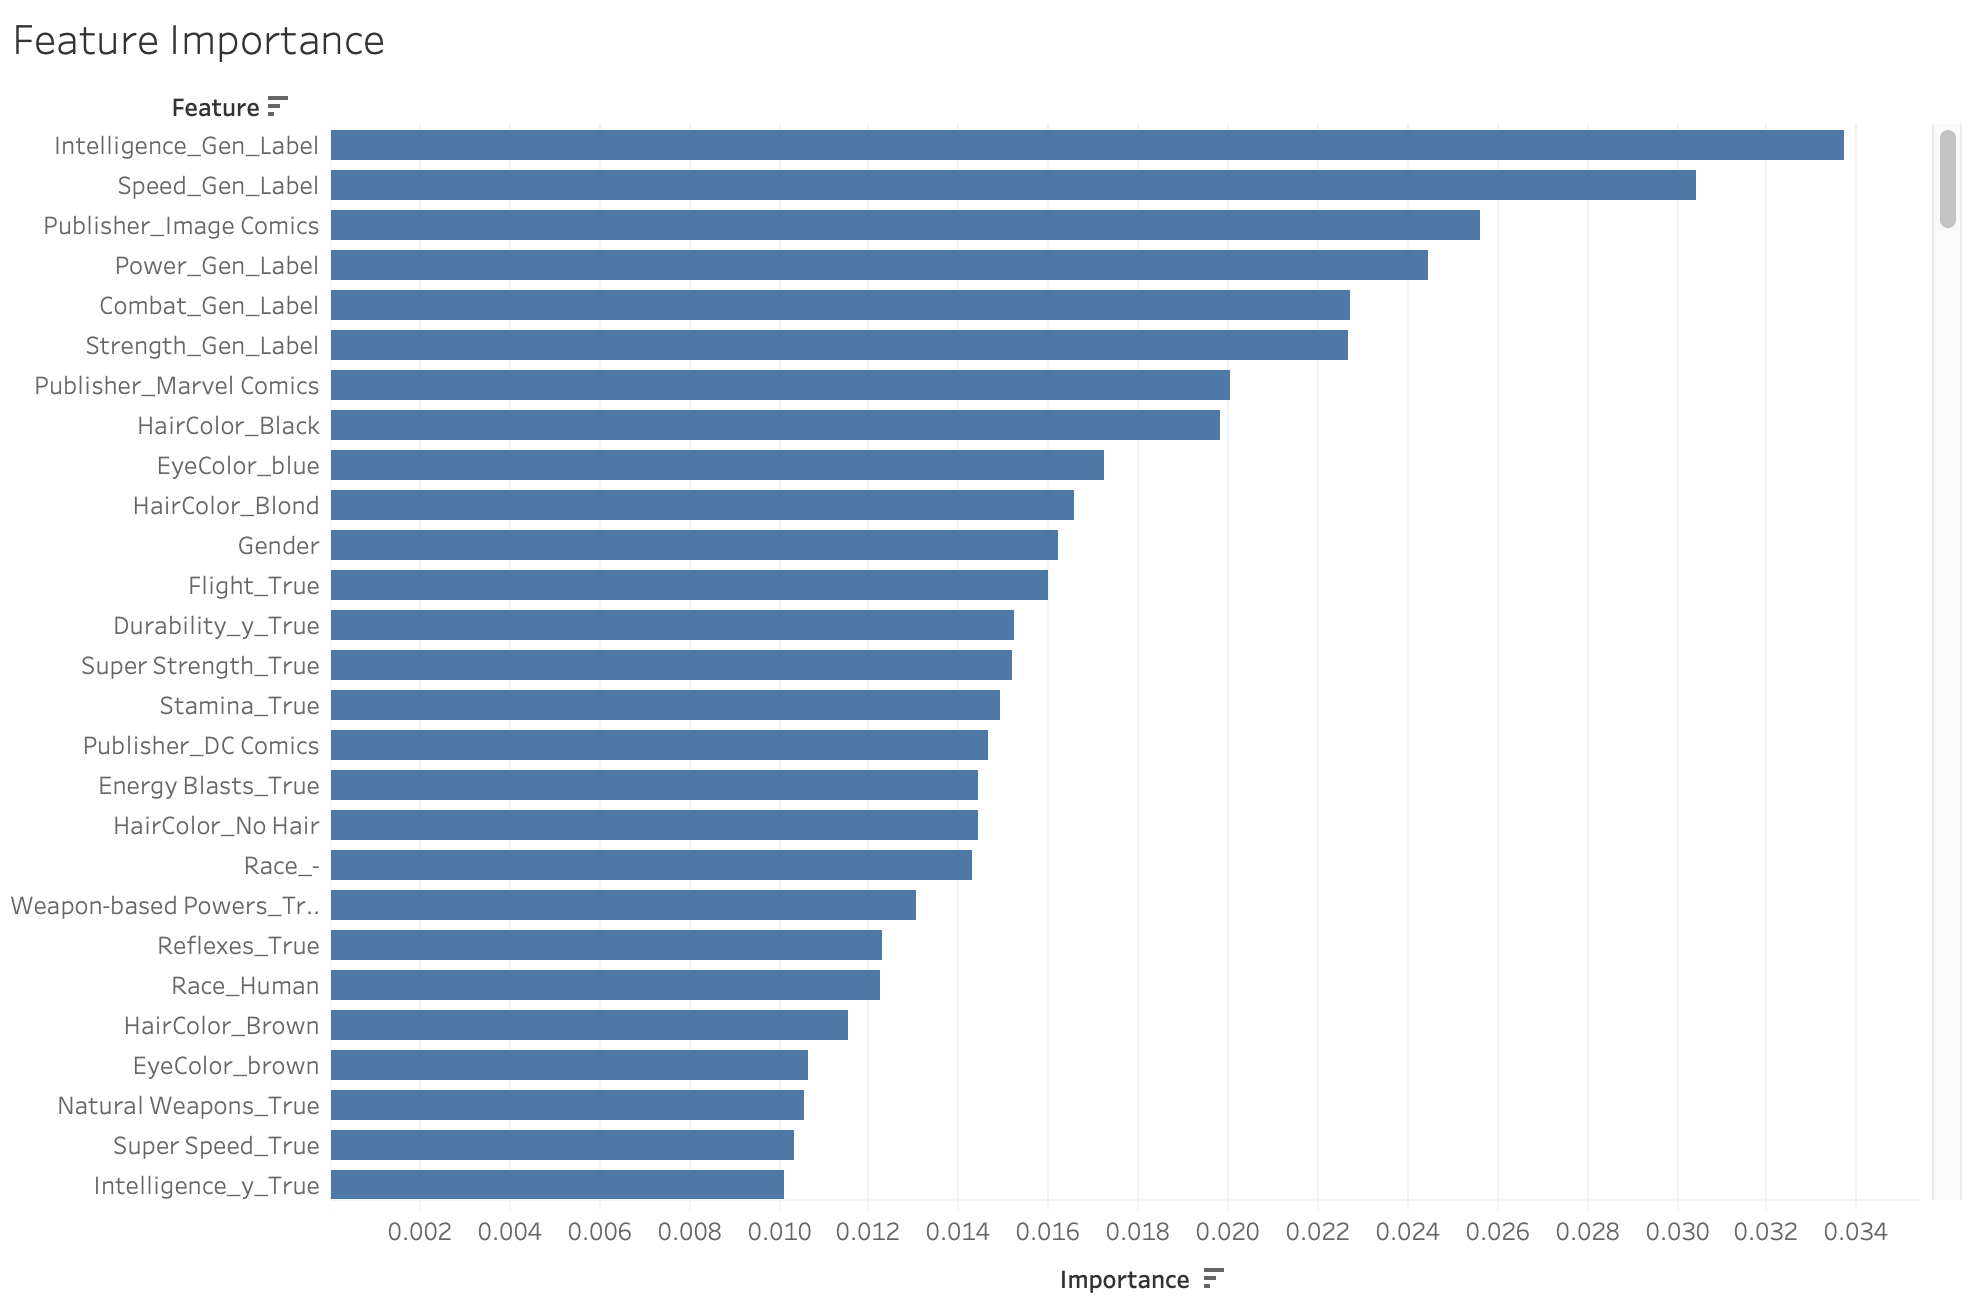 Feature Importance
Feature
Intelligence_Gen_Label
Speed_Gen_Label
Publisher_Image Comics
Power_Gen_Label
Combat_Gen_Label
Strength_Gen_Label
Publisher_Marvel Comics
HairColor_Black
EyeColor_blue
HairColor_Blond
Gender
Flight_True
Durability_y_True
Super Strength_True
Stamina_True
Publisher_DC Comics
Energy Blasts_True
HairColor_No Hair
Race_-
Weapon-based Powers_Tr..
Reflexes_True
Race_Human
HairColor_Brown
EyeColor_brown
Natural Weapons_True
Super Speed_True
Intelligence_y_True
0.002 0.004 0.006 0.008 0.010 0.012 0.014 0.016 0.018 0.020 0.022 0.024 0.026 0.028 0.030 0.032 0.034
Importance